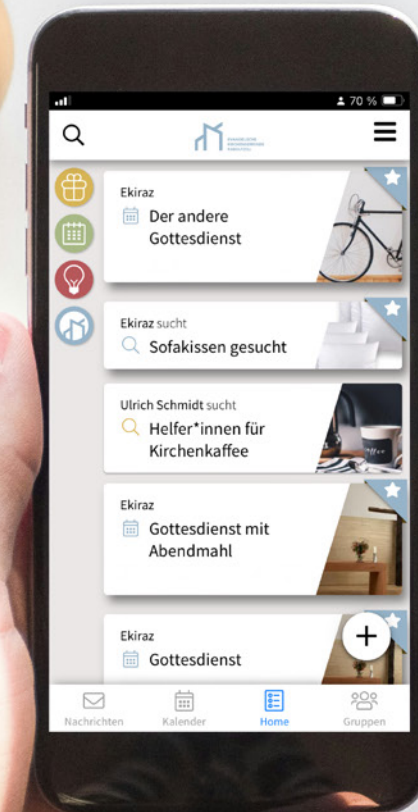 70 %
Ekiraz
Der andere
Gottesdienst
Ekiraz sucht
Sofakissen gesucht
Ulrich Schmidt sucht
Helfer*innen für
Kirchenkaffee
coffee
Ekiraz
Gottesdienst mit
Abendmahl
Ekiraz
Gottesdienst
+
Nachrichten
Kalender
Home
Gruppen